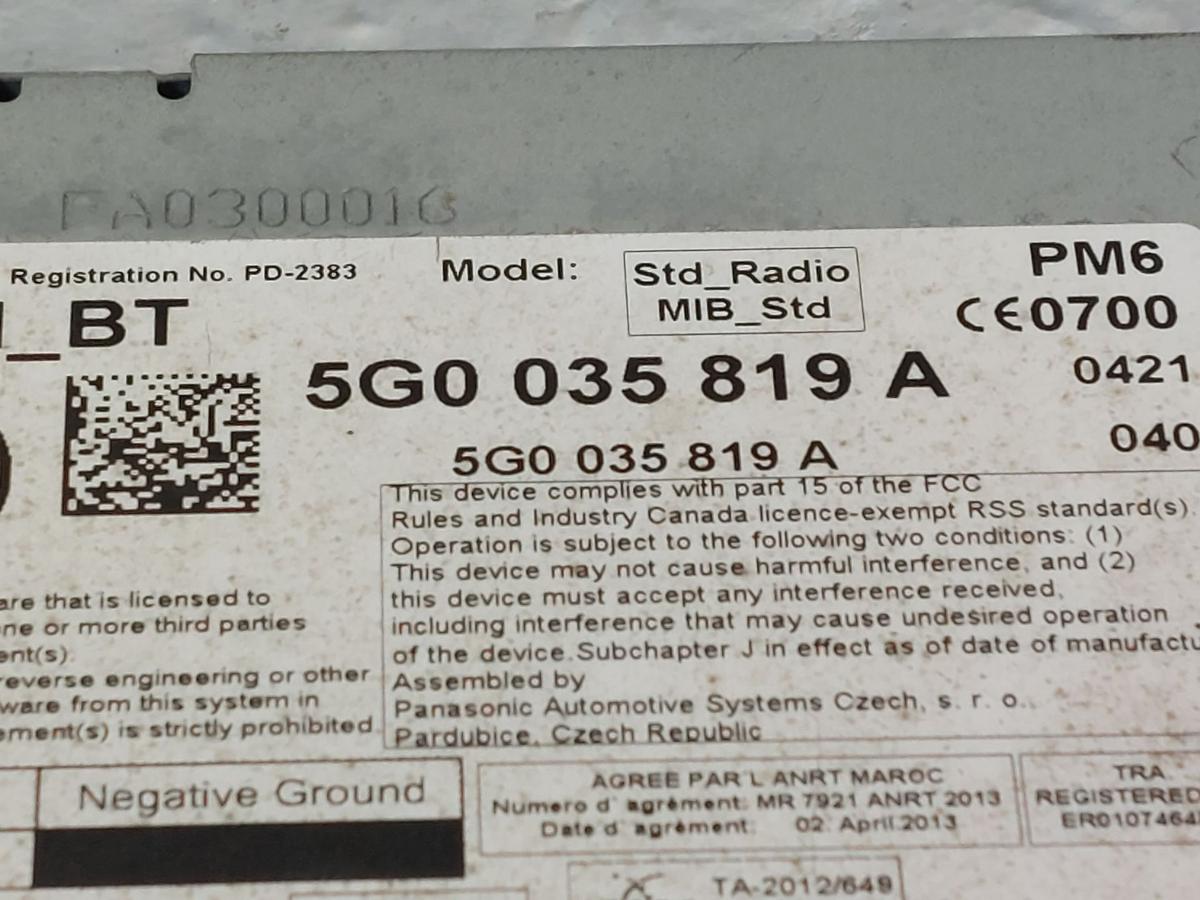 FA0300016
Registration No. PD-2383
Model:
Std_Radio
MIB_Std
PM6
_BT
CE0700
5G0 035 819 A
0421
5G0 035 819 A
040
This device complies with part 15 of the FCC
Rules and Industry Canada licence-exempt RSS standard(s).
Operation is subject to the following two conditions: (1)
This device may not cause harmful interference, and (2)
this device must accept any interference received,
including interference that may cause undesired operation
of the device.Subchapter J in effect as of date of manufactu
Assembled by
Panasonic Automotive Systems Czech, s. r. o..
Pardubice, Czech Republic
are that is licensed to
ne or more third parties
ent(s).
reverse engineering or other
ware from this system in
ement(s) is strictly prohibited
Negative Ground
AGREE PAR L ANRT MAROC
Numero d' agrément: MR 7921 ANRT 2013
Date d' agrément: 02. April.2013
TRA
REGISTERED
ER0107464
TA-2012/649